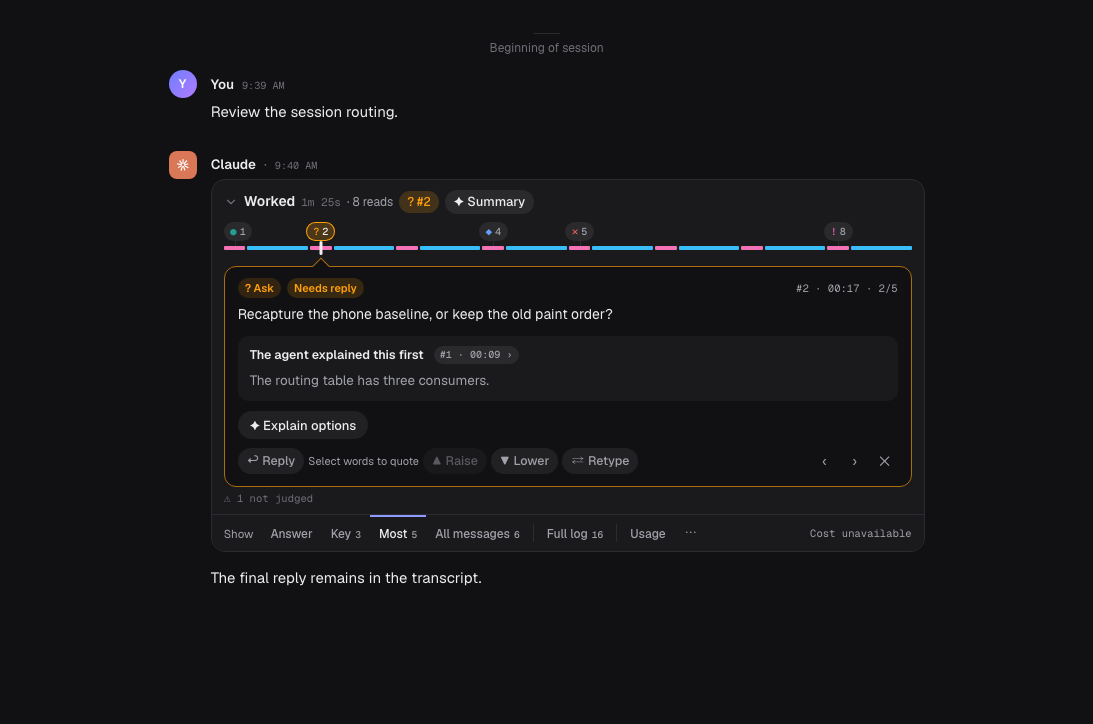 Beginning of session
Y You 9:39 AM
Review the session routing.
Claude · 9:40 AM
Worked 1m 25s · 8 reads ? #2 ✦ Summary
● 1 ? 2 ◆ 4 × 5 ! 8
? Ask Needs reply #2 · 00:17 · 2/5
Recapture the phone baseline, or keep the old paint order?
The agent explained this first #1 · 00:09 ›
The routing table has three consumers.
✦ Explain options
↩ Reply Select words to quote ▲ Raise ▼ Lower ⇄ Retype ‹ › ×
⚠ 1 not judged
Show Answer Key 3 Most 5 All messages 6 Full log 16 Usage ··· Cost unavailable
The final reply remains in the transcript.